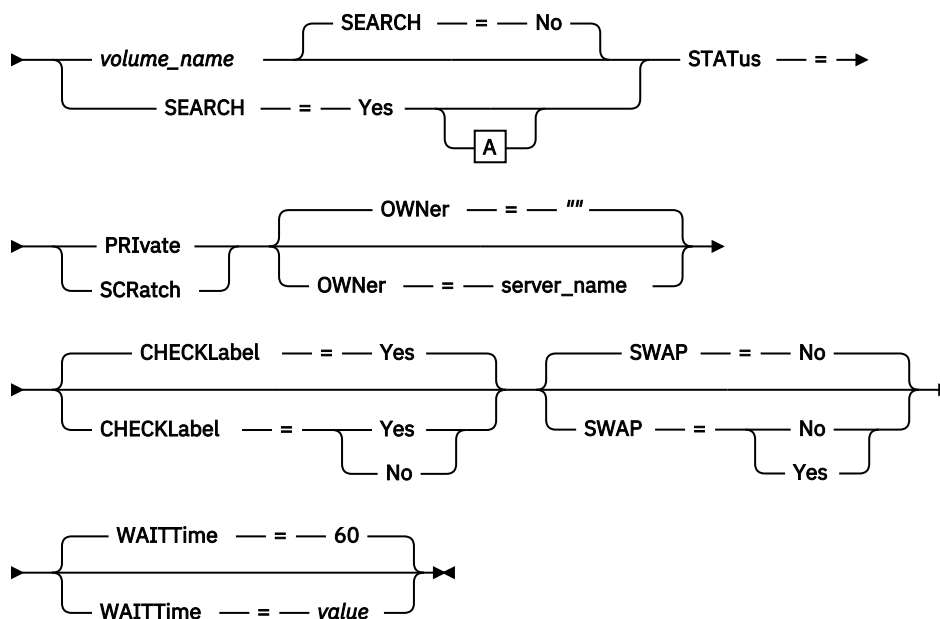 SEARCH = No
volume_name STATus =
SEARCH = Yes
A
OWNer = ""
PRIvate
SCRatch OWNer = server_name
CHECKLabel = Yes SWAP = No
CHECKLabel = Yes SWAP = No
No Yes
WAITTime = 60
WAITTime = value